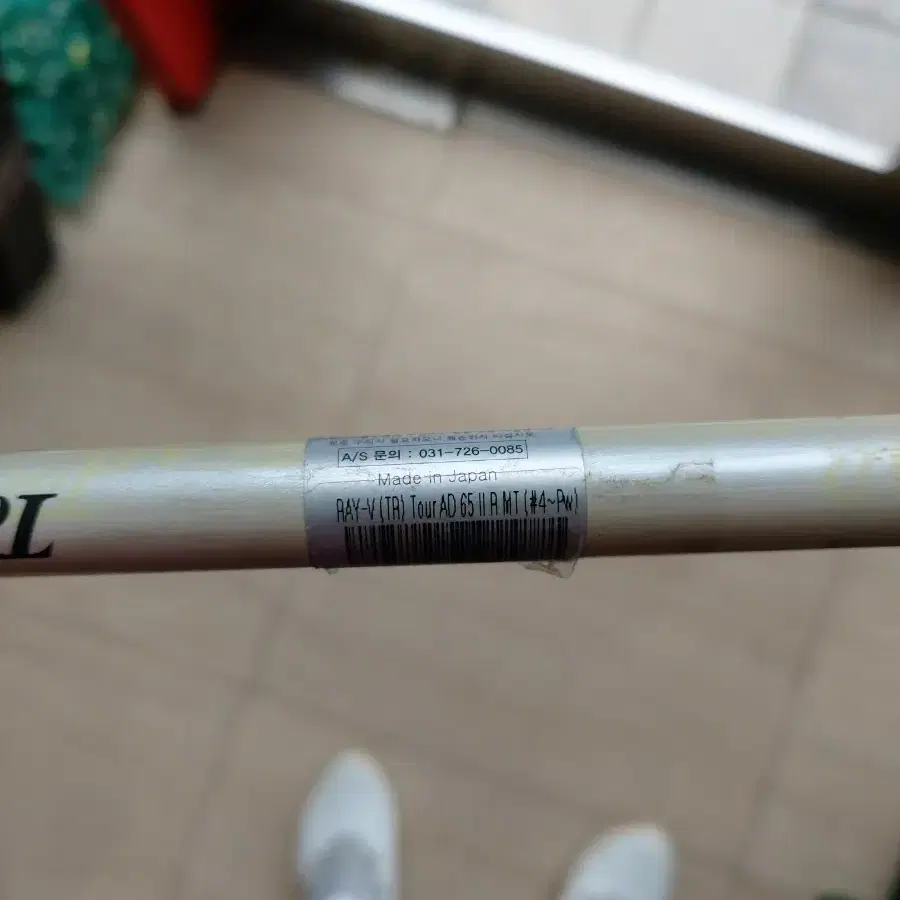 A/S 문의 : 031-726-0085
Made in Japan
RAY-V (TR) Tour AD 65 II R MT (#4~Pw)